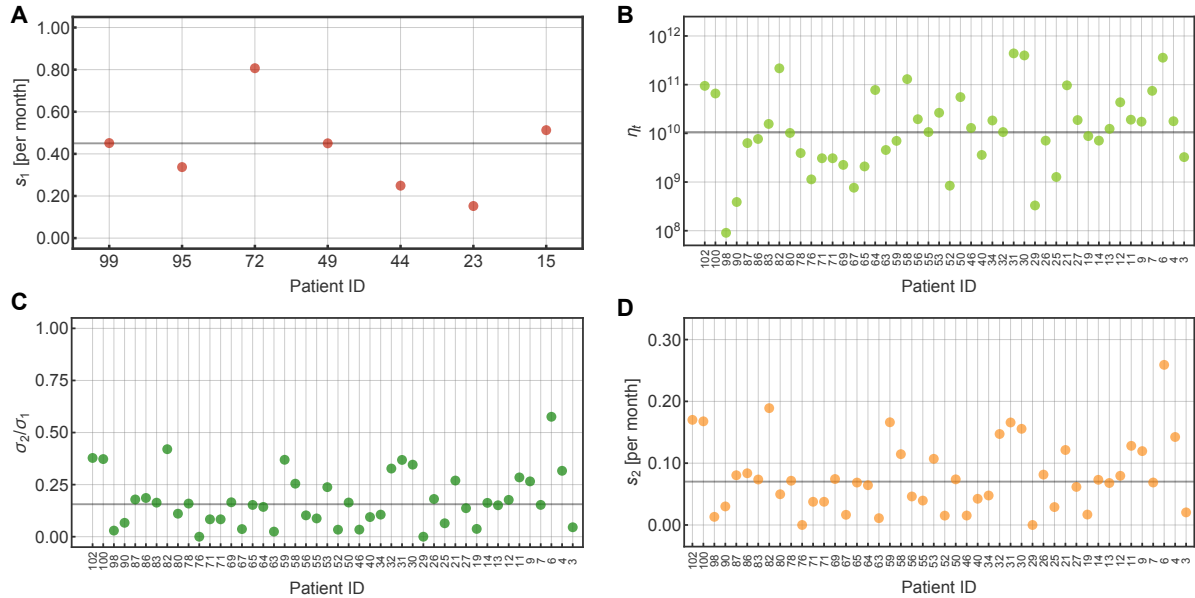 A
s₁ [per month]
1.00
0.80
0.60
0.40
0.20
0.00
99 95 72 49 44 23 15
Patient ID
B
ηₜ
10¹²
10¹¹
10¹⁰
10⁹
10⁸
102 100 98 90 87 86 83 82 80 78 76 71 71 69 67 65 64 63 59 58 56 55 53 52 50 46 40 34 32 31 30 29 26 25 21 27 19 14 13 12 11 9 7 6 4 3
Patient ID
C
σ₂/σ₁
1.00
0.75
0.50
0.25
0.00
102 100 98 90 87 86 83 82 80 78 76 71 71 69 67 65 64 63 59 58 56 55 53 52 50 46 40 34 32 31 30 29 26 25 21 27 19 14 13 12 11 9 7 6 4 3
Patient ID
D
s₂ [per month]
0.30
0.20
0.10
0.00
102 100 98 90 87 86 83 82 80 78 76 71 71 69 67 65 64 63 59 58 56 55 53 52 50 46 40 34 32 31 30 29 26 25 21 27 19 14 13 12 11 9 7 6 4 3
Patient ID